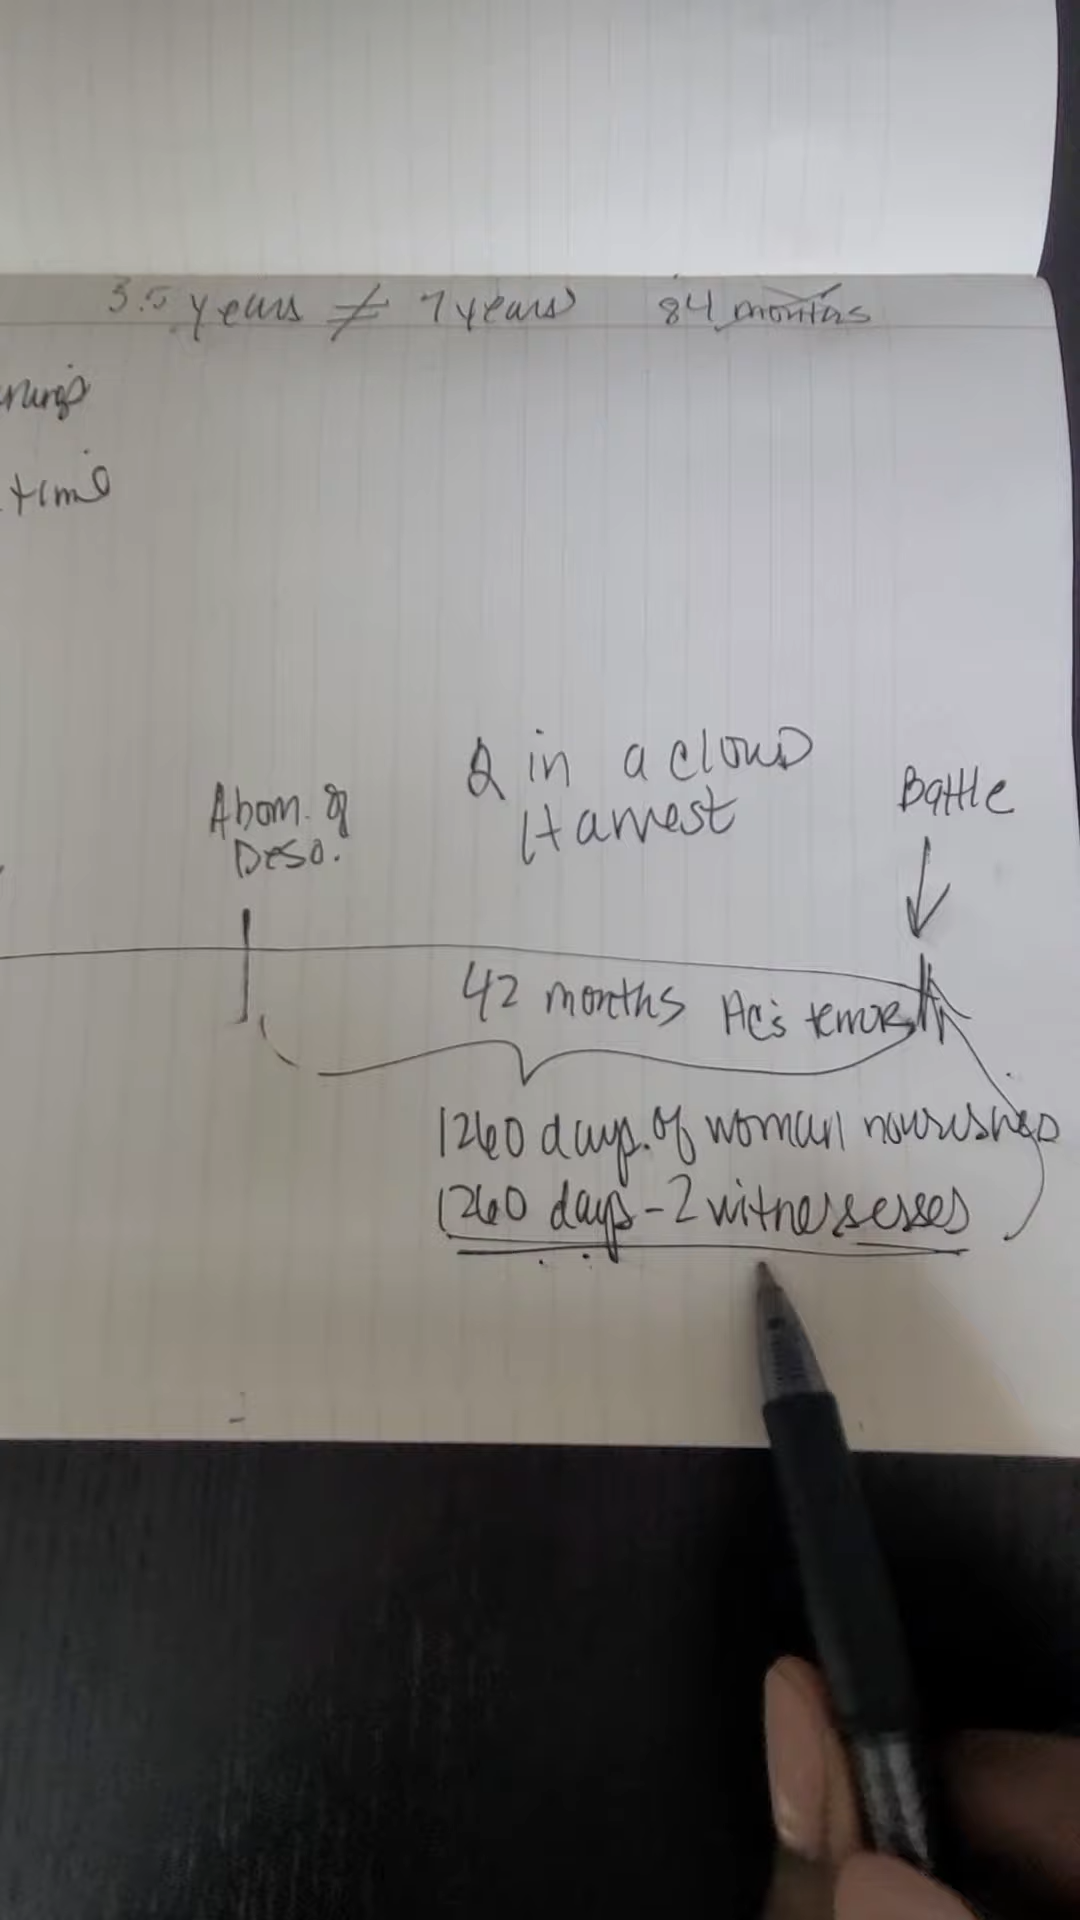 3.5 years ≠ 7 years 84 months
time
Q in a cloud
Harvest
Abom. of
Deso.
Battle
42 months AC's terror
1260 days. of woman nourished
1260 days - 2 witnessesses